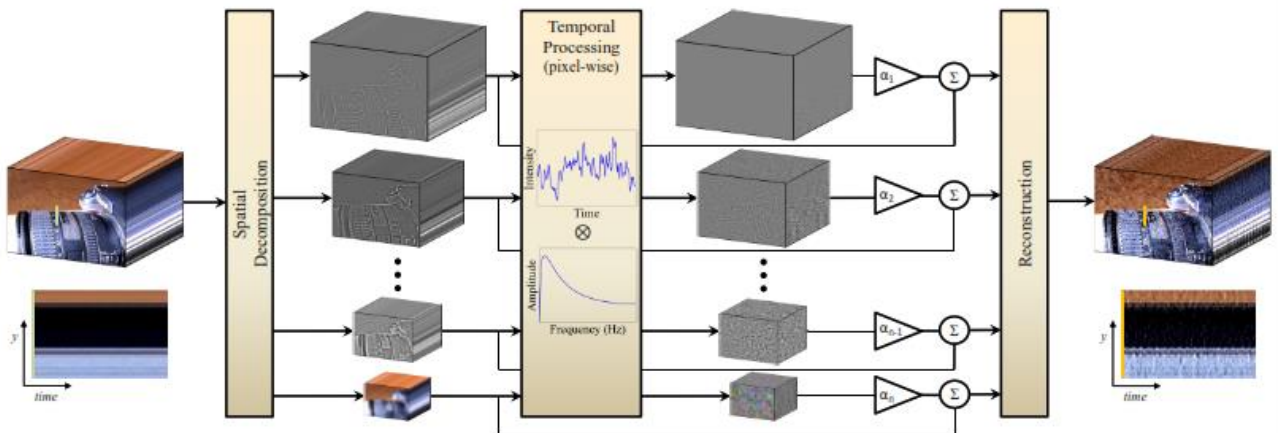 Spatial
Decomposition
Temporal
Processing
(pixel-wise)
Intensity
Time
⊗
Amplitude
Frequency (Hz)
α1
Σ
α2
Σ
αn-1
Σ
αn
Σ
Reconstruction
y
time
y
time